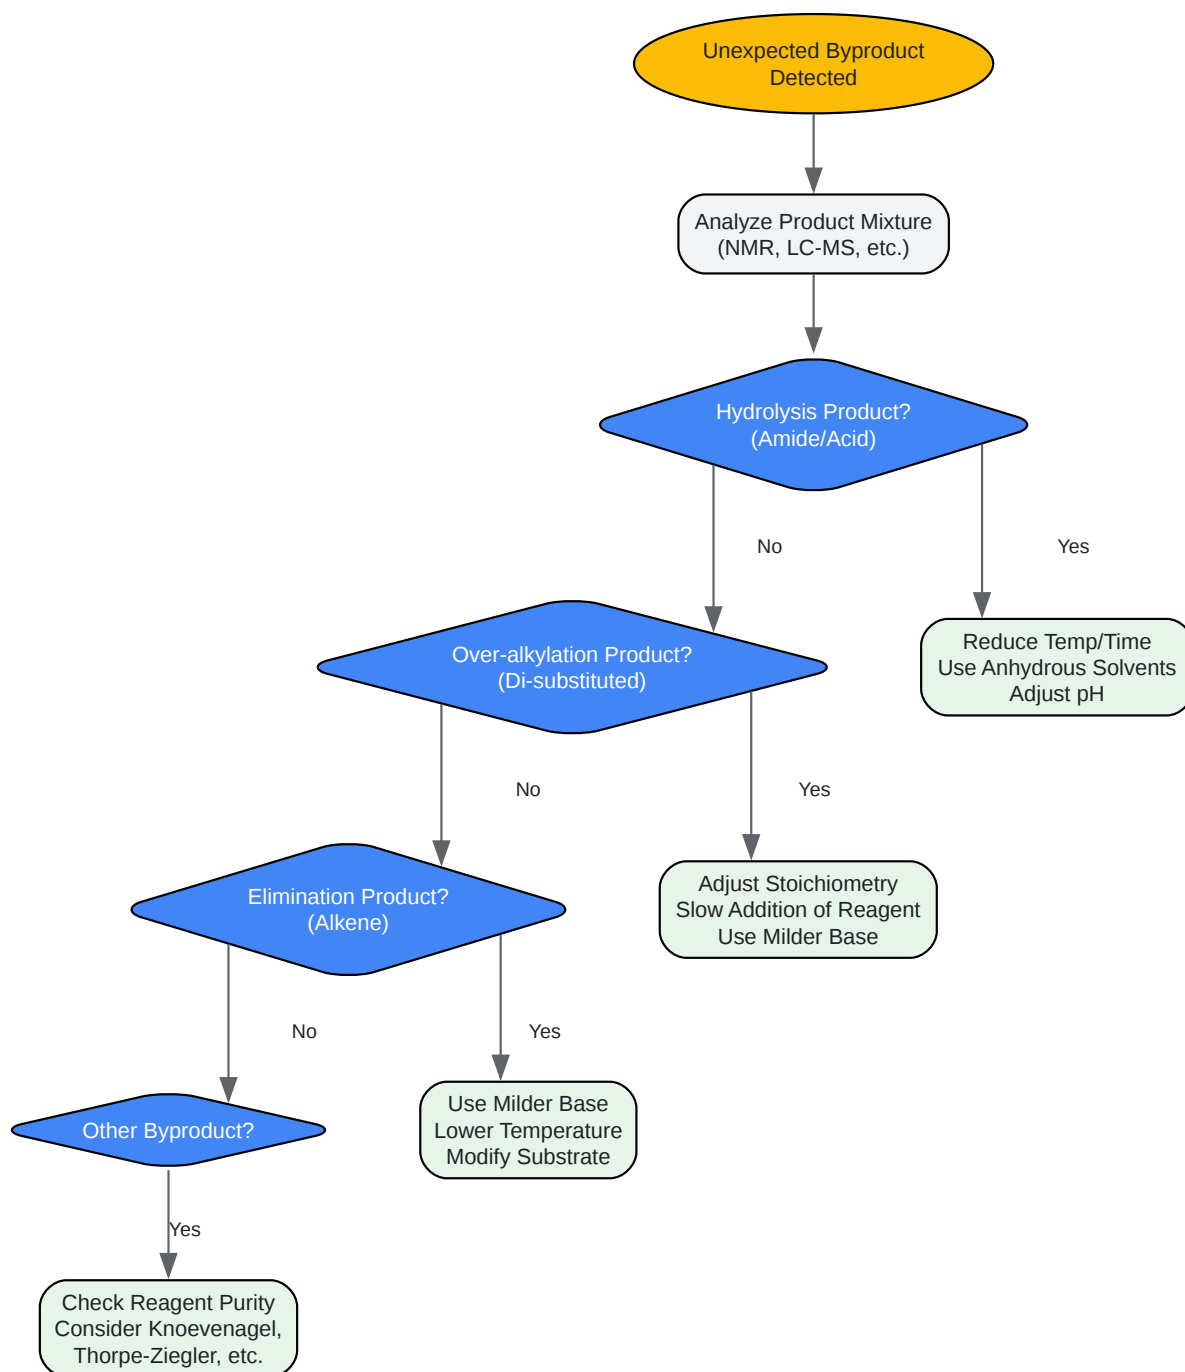 Unexpected Byproduct
Detected
Analyze Product Mixture
(NMR, LC-MS, etc.)
Hydrolysis Product?
(Amide/Acid)
No
Yes
Reduce Temp/Time
Use Anhydrous Solvents
Adjust pH
Over-alkylation Product?
(Di-substituted)
No
Yes
Adjust Stoichiometry
Slow Addition of Reagent
Use Milder Base
Elimination Product?
(Alkene)
No
Yes
Use Milder Base
Lower Temperature
Modify Substrate
Other Byproduct?
Yes
Check Reagent Purity
Consider Knoevenagel,
Thorpe-Ziegler, etc.